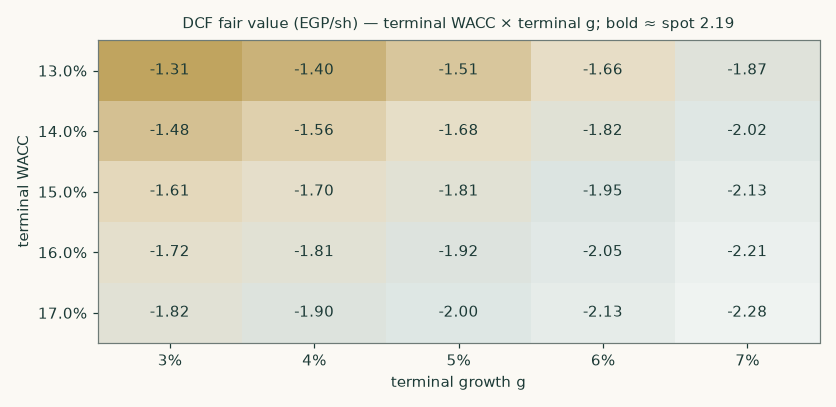 DCF fair value (EGP/sh) — terminal WACC × terminal g; bold ≈ spot 2.19
terminal WACC
13.0% -1.31 -1.40 -1.51 -1.66 -1.87
14.0% -1.48 -1.56 -1.68 -1.82 -2.02
15.0% -1.61 -1.70 -1.81 -1.95 -2.13
16.0% -1.72 -1.81 -1.92 -2.05 -2.21
17.0% -1.82 -1.90 -2.00 -2.13 -2.28
3% 4% 5% 6% 7%
terminal growth g